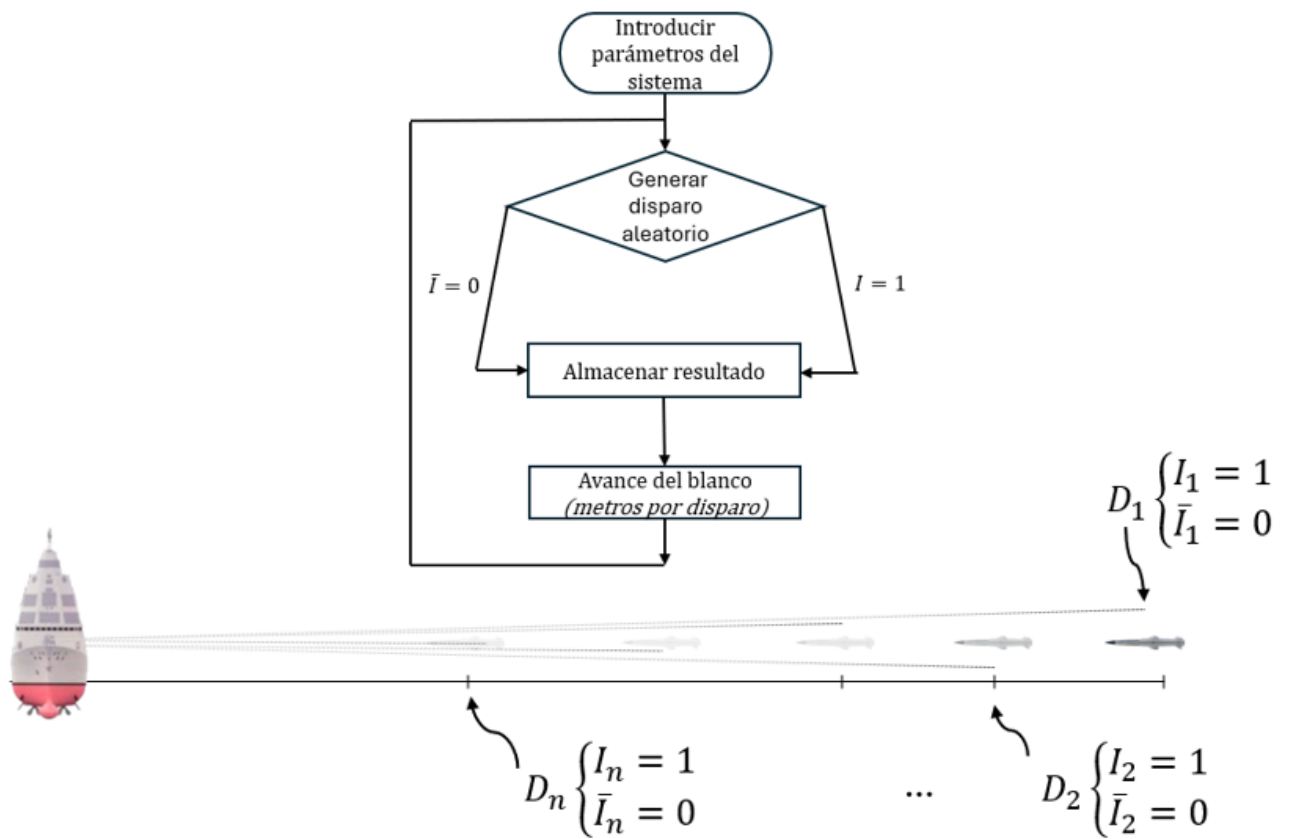 Introducir
parámetros del
sistema
Generar
disparo
aleatorio
Ī = 0
I = 1
Almacenar resultado
Avance del blanco
(metros por disparo)
D₁ { I₁ = 1
Ī₁ = 0
Dₙ { Iₙ = 1
Īₙ = 0
...
D₂ { I₂ = 1
Ī₂ = 0